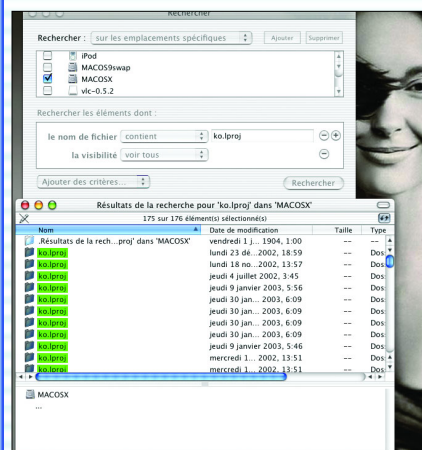 Rechercher
Rechercher : sur les emplacements spécifiques Ajouter Supprimer
iPod
MACOS9swap
MACOSX
vlc-0.5.2
Rechercher les éléments dont :
le nom de fichier contient ko.lproj
la visibilité voir tous
Ajouter des critères... Rechercher
Résultats de la recherche pour 'ko.lproj' dans 'MACOSX'
175 sur 176 élément(s) sélectionné(s)
Nom Date de modification Taille Type
.Résultats de la rech...proj' dans 'MACOSX' vendredi 1 j... 1904, 1:00 -- --
ko.lproj lundi 23 dé...2002, 18:59 -- Dos
ko.lproj lundi 18 no...2002, 13:57 -- Dos
ko.lproj jeudi 4 juillet 2002, 3:45 -- Dos
ko.lproj jeudi 9 janvier 2003, 5:56 -- Dos
ko.lproj jeudi 30 jan... 2003, 6:09 -- Dos
ko.lproj jeudi 30 jan... 2003, 6:09 -- Dos
ko.lproj jeudi 30 jan... 2003, 6:09 -- Dos
ko.lproj jeudi 30 jan... 2003, 6:09 -- Dos
ko.lproj jeudi 9 janvier 2003, 5:46 -- Dos
ko.lproj mercredi 1... 2002, 13:51 -- Dos
ko.lproj mercredi 1... 2002, 13:51 -- Dos
MACOSX
...